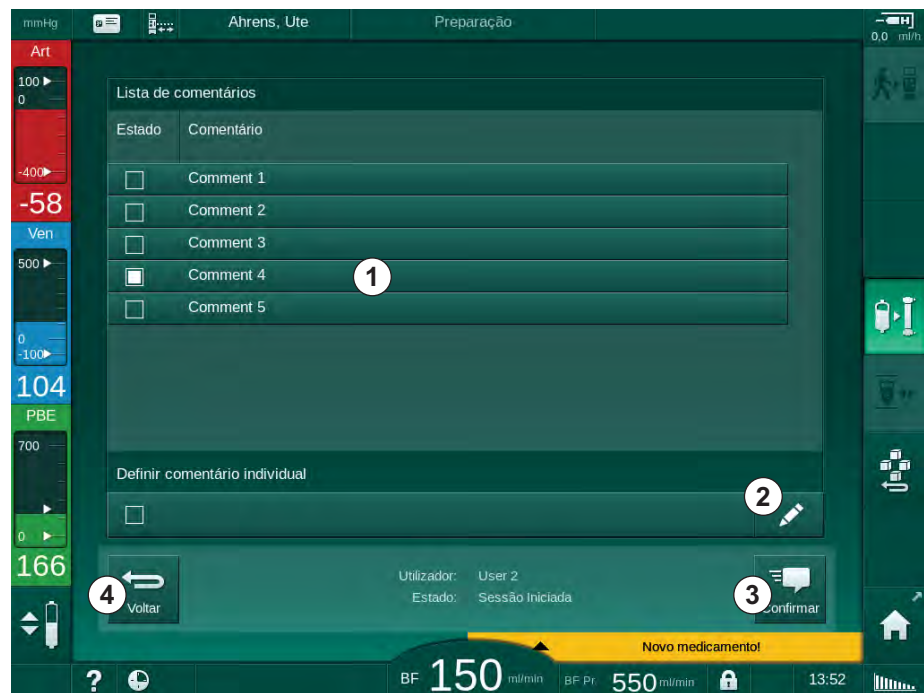 mmHg Ahrens, Ute Preparação
0,0 ml/h
Art
100
0
-400
-58
Ven
500
0
-100
104
PBE
700
0
166
Lista de comentários
Estado Comentário
Comment 1
Comment 2
Comment 3
Comment 4 1
Comment 5
Definir comentário individual
2
4 Voltar
Utilizador: User 2
Estado: Sessão Iniciada
3 Confirmar
Novo medicamento!
? BF 150 ml/min BF Pr. 550 ml/min 13:52